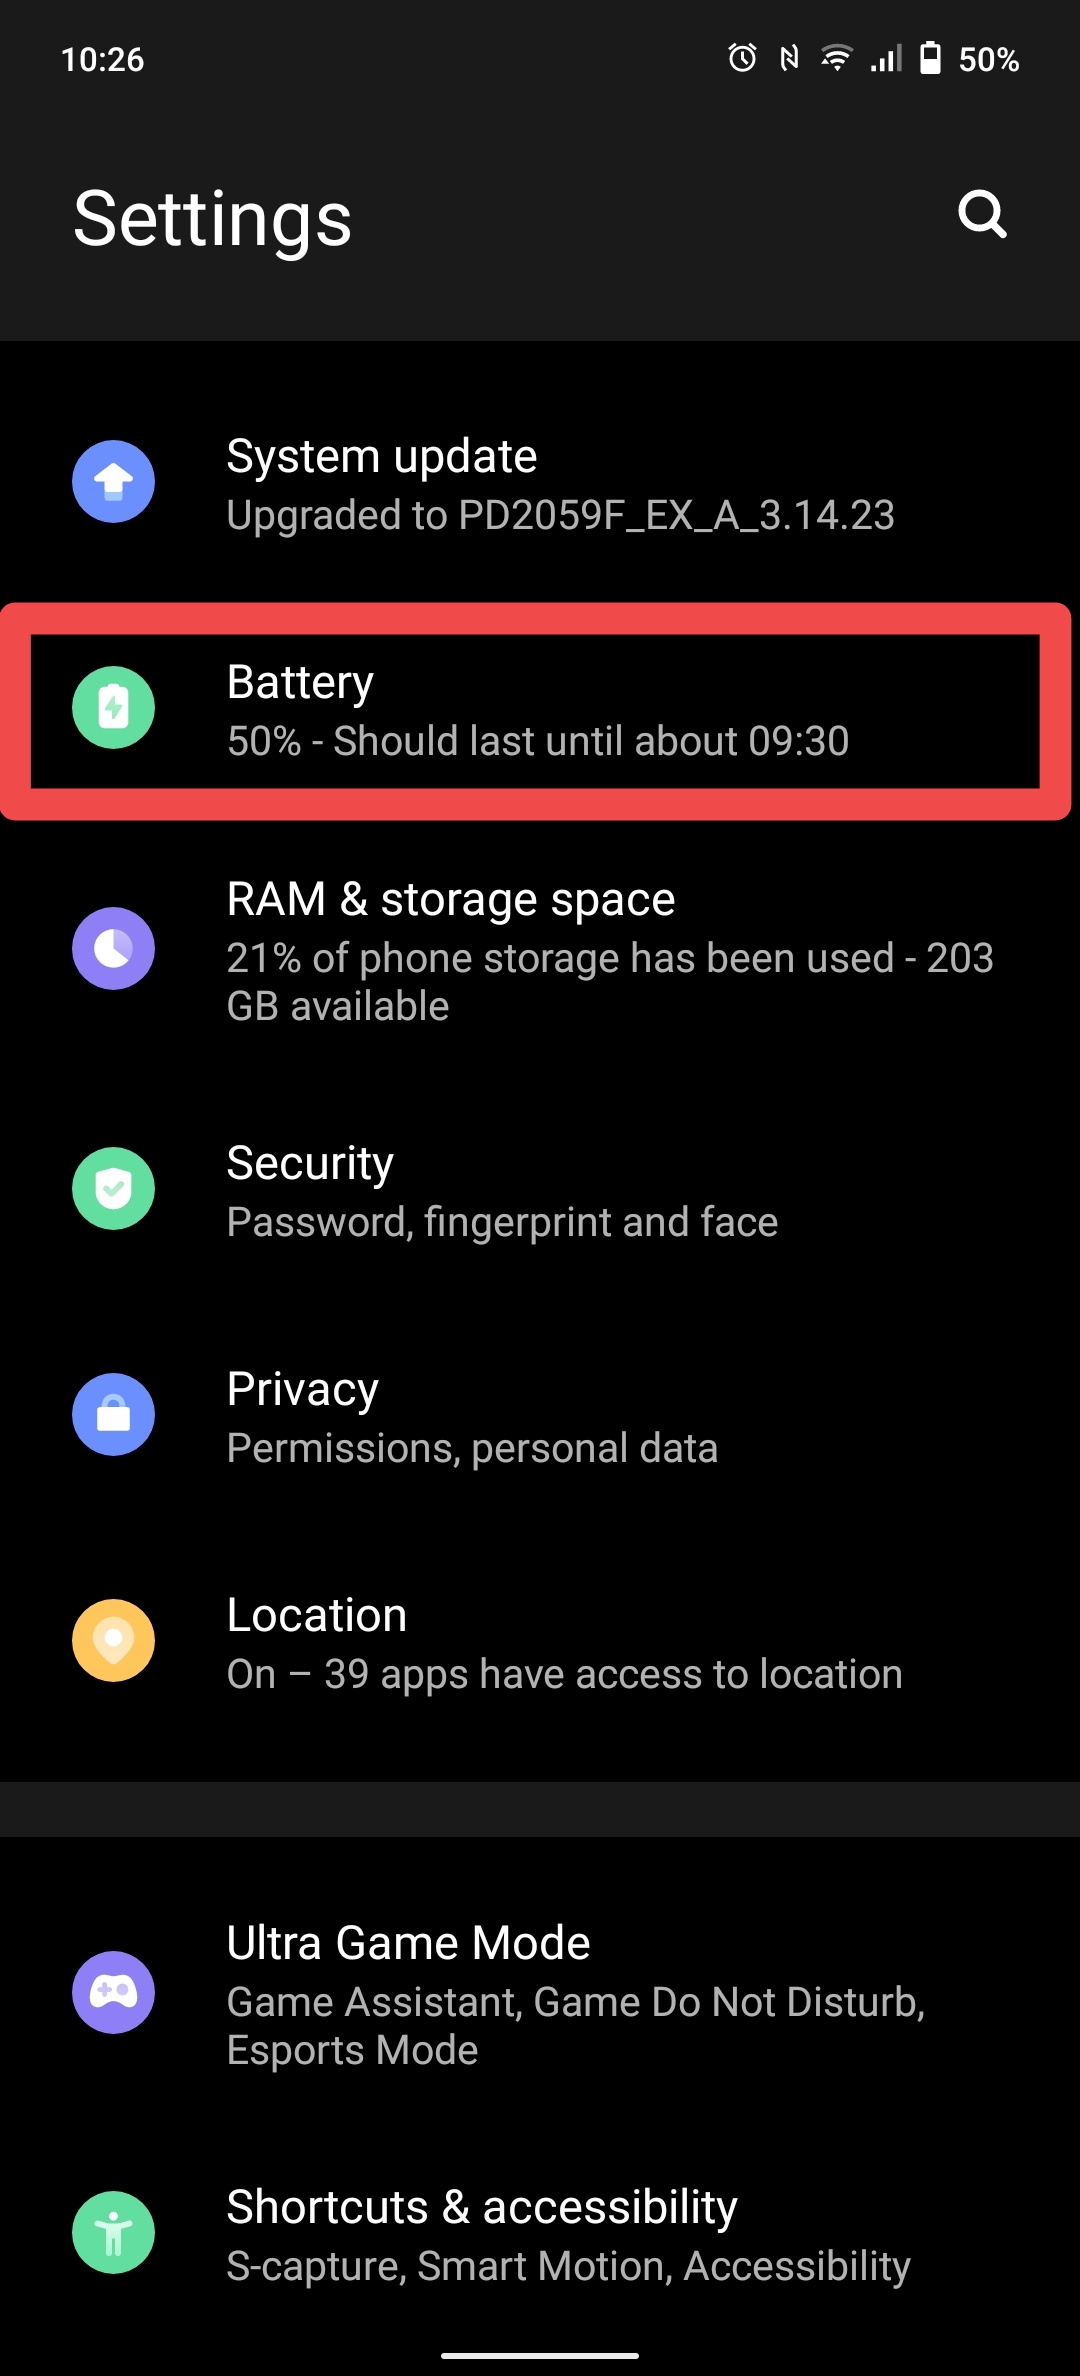 10:26
50%
Settings
System update
Upgraded to PD2059F_EX_A_3.14.23
Battery
50% - Should last until about 09:30
RAM & storage space
21% of phone storage has been used - 203
GB available
Security
Password, fingerprint and face
Privacy
Permissions, personal data
Location
On – 39 apps have access to location
Ultra Game Mode
Game Assistant, Game Do Not Disturb,
Esports Mode
Shortcuts & accessibility
S-capture, Smart Motion, Accessibility